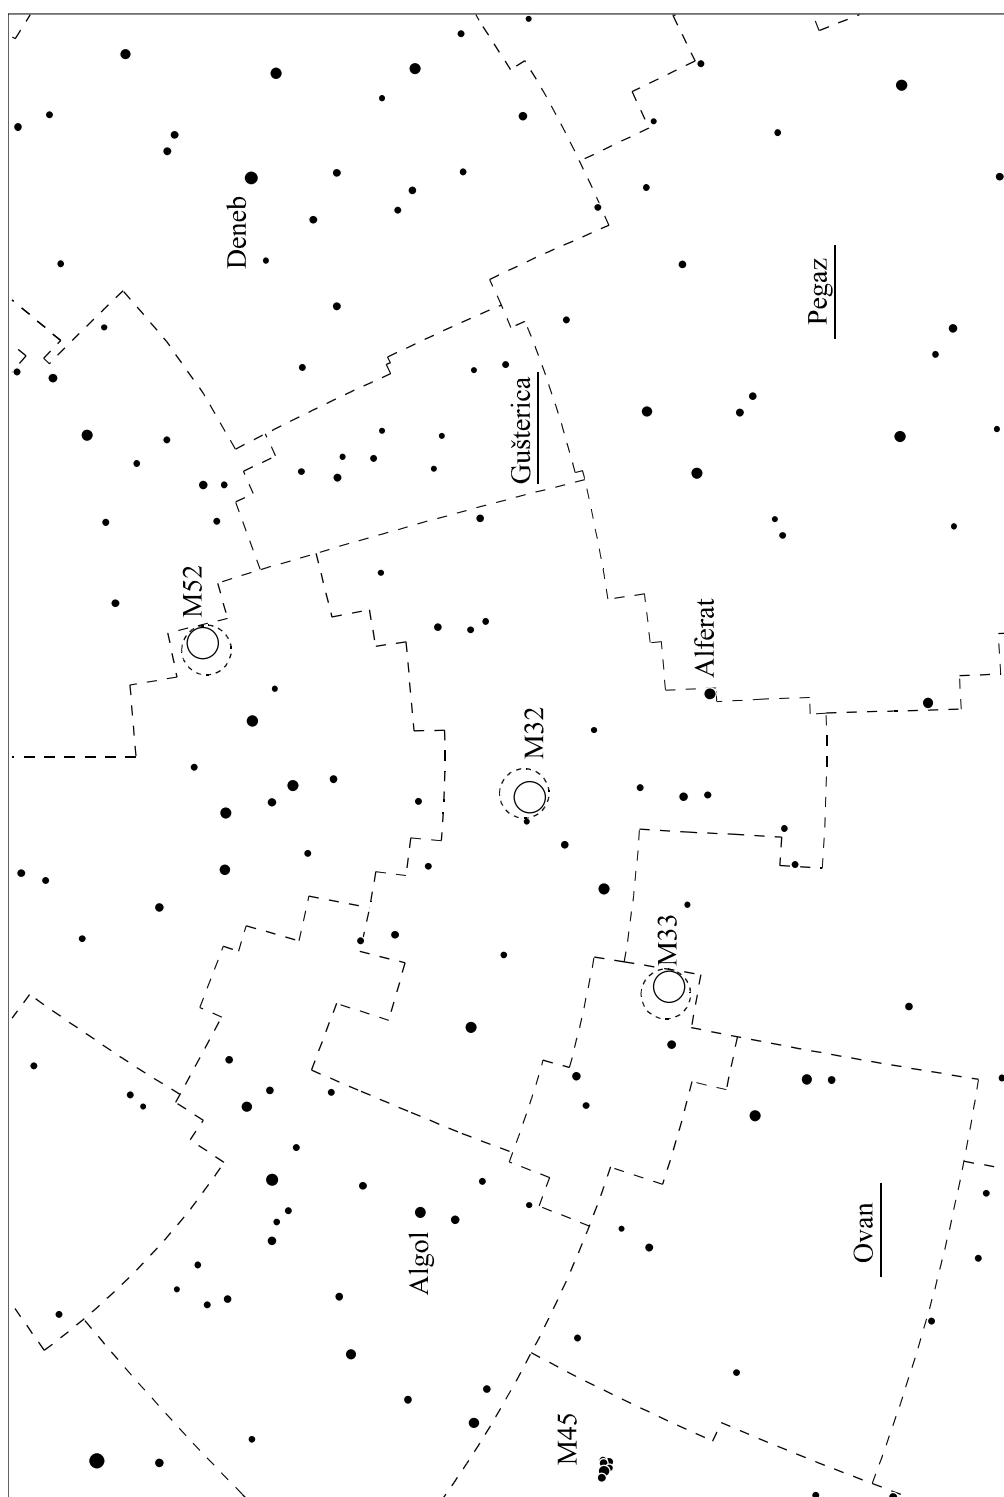 Deneb
Pegaz
Gušterica
M52
Alferat
M32
M33
Algol
Ovan
M45